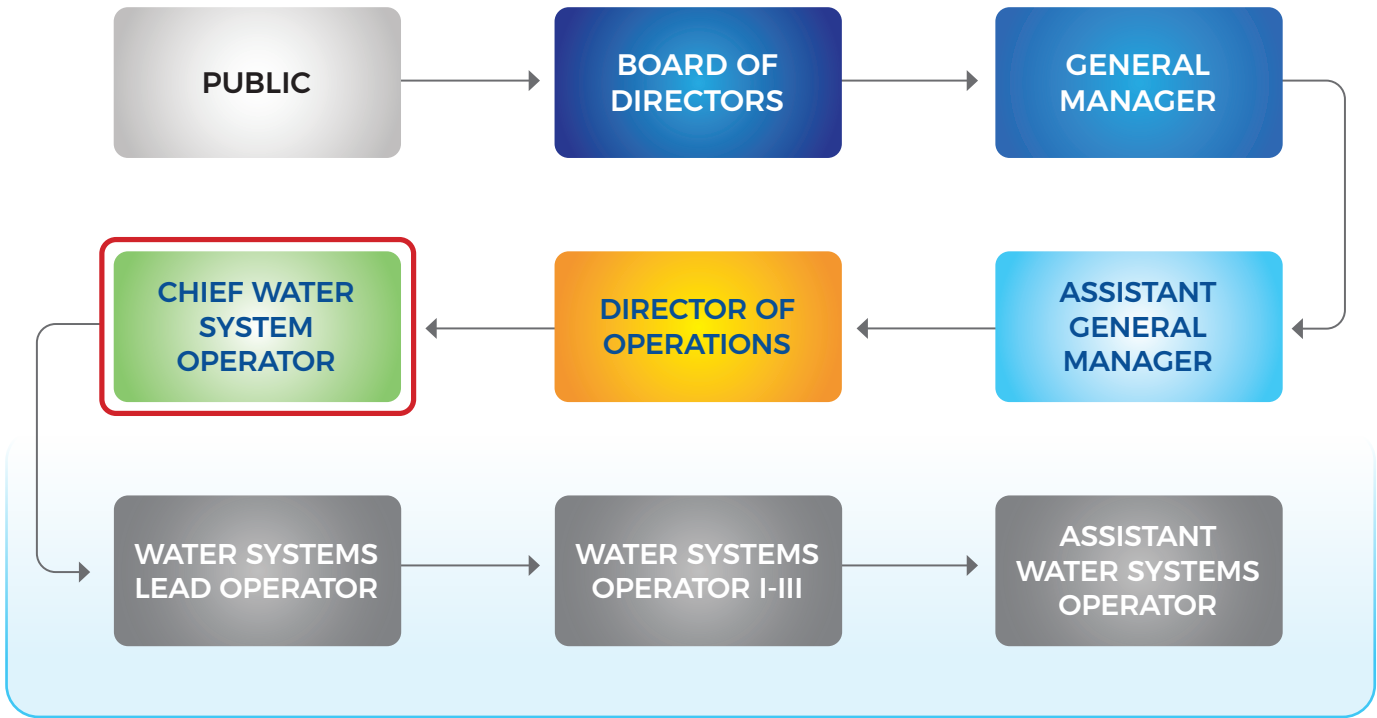 PUBLIC
BOARD OF
DIRECTORS
GENERAL
MANAGER
CHIEF WATER
SYSTEM
OPERATOR
DIRECTOR OF
OPERATIONS
ASSISTANT
GENERAL
MANAGER
WATER SYSTEMS
LEAD OPERATOR
WATER SYSTEMS
OPERATOR I-III
ASSISTANT
WATER SYSTEMS
OPERATOR